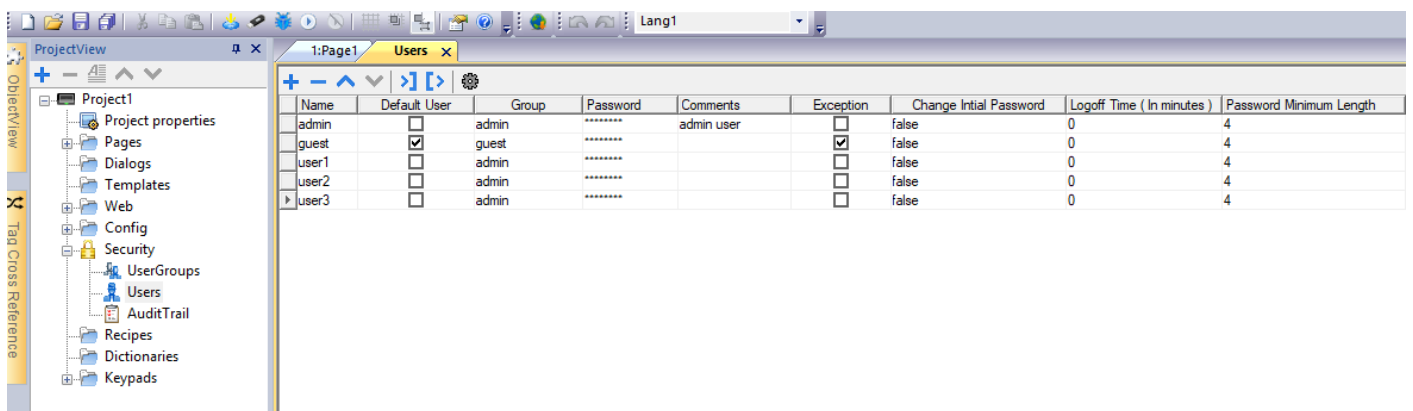 Lang1
ProjectView
1:Page1
Users
ObjectView
Tag Cross Reference
Project1
Project properties
Pages
Dialogs
Templates
Web
Config
Security
UserGroups
Users
AuditTrail
Recipes
Dictionaries
Keypads
Name Default User Group Password Comments Exception Change Intial Password Logoff Time ( In minutes ) Password Minimum Length
admin admin ******** admin user false 0 4
guest guest ******** false 0 4
user1 admin ******** false 0 4
user2 admin ******** false 0 4
user3 admin ******** false 0 4